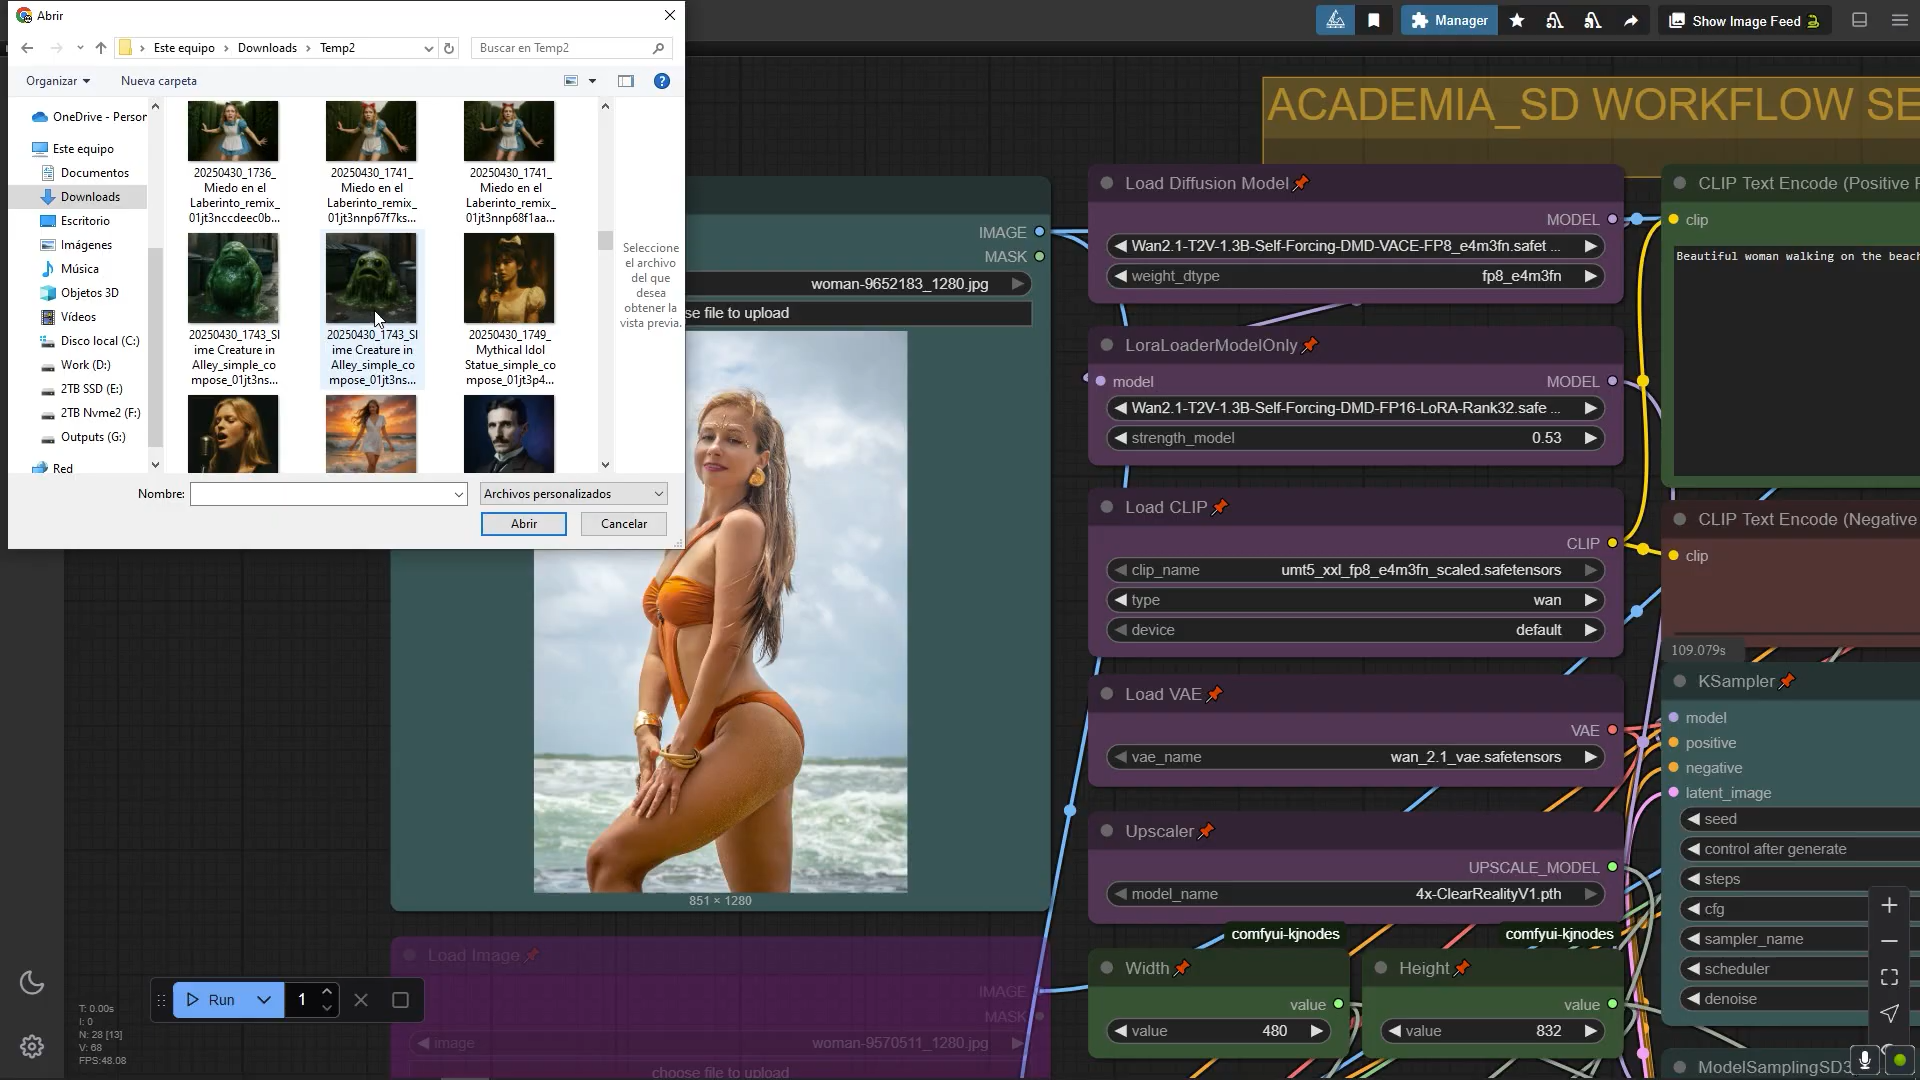 Abrir
Este equipo
Downloads
Temp2
Buscar en Temp2
Organizar
Nueva carpeta
OneDrive - Person
Este equipo
Documentos
Downloads
Escritorio
Imágenes
Música
Objetos 3D
Vídeos
Disco local (C:)
Work (D:)
2TB SSD (E:)
2TB Nvme2 (F:)
Outputs (G:)
Red
20250430_1736_
Miedo en el
Laberinto_remix_
01jt3nccdeec0b...
20250430_1741_
Miedo en el
Laberinto_remix_
01jt3nnp67f7ks...
20250430_1741_
Miedo en el
Laberinto_remix_
01jt3nnp68f1aa...
20250430_1743_Sl
ime Creature in
Alley_simple_co
mpose_01jt3ns...
20250430_1743_Sl
ime Creature in
Alley_simple_co
mpose_01jt3ns...
20250430_1749_
Mythical Idol
Statue_simple_co
mpose_01jt3p4...
Seleccione
el archivo
del que
desea
obtener la
vista previa.
Nombre:
Archivos personalizados
Abrir
Cancelar
Manager
Show Image Feed
ACADEMIA_SD WORKFLOW SE
IMAGE
MASK
woman-9652183_1280.jpg
se file to upload
851 × 1280
Load Image
IMAGE
MASK
image
woman-9570511_1280.jpg
choose file to upload
Load Diffusion Model
MODEL
Wan2.1-T2V-1.3B-Self-Forcing-DMD-VACE-FP8_e4m3fn.safet ...
weight_dtype
fp8_e4m3fn
LoraLoaderModelOnly
model
MODEL
Wan2.1-T2V-1.3B-Self-Forcing-DMD-FP16-LoRA-Rank32.safe ...
strength_model
0.53
Load CLIP
CLIP
clip_name
umt5_xxl_fp8_e4m3fn_scaled.safetensors
type
wan
device
default
Load VAE
VAE
vae_name
wan_2.1_vae.safetensors
Upscaler
UPSCALE_MODEL
model_name
4x-ClearRealityV1.pth
comfyui-kjnodes
comfyui-kjnodes
Width
value
value
480
Height
value
value
832
CLIP Text Encode (Positive P
clip
Beautiful woman walking on the beach
CLIP Text Encode (Negative
clip
109.079s
KSampler
model
positive
negative
latent_image
seed
control after generate
steps
cfg
sampler_name
scheduler
denoise
ModelSamplingSD3
Run
1
T: 0.00s
I: 0
N: 28 [13]
V: 68
FPS:48.08